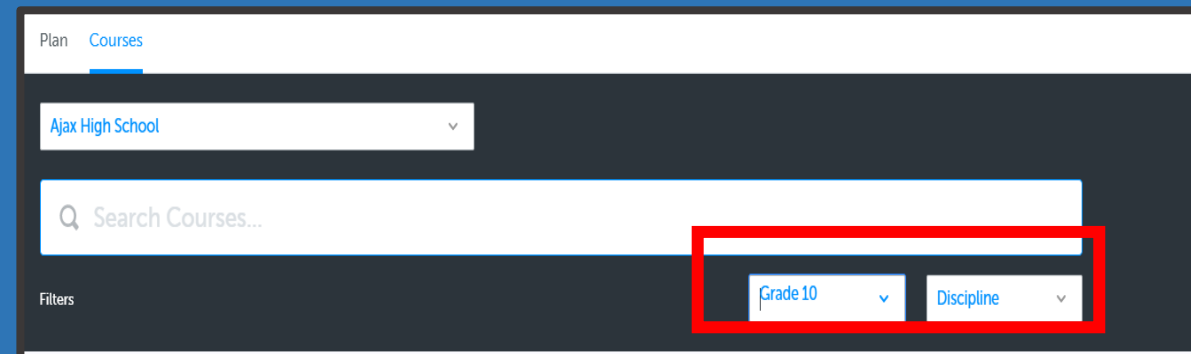 Plan Courses
Ajax High School
Search Courses...
Filters Grade 10 Discipline